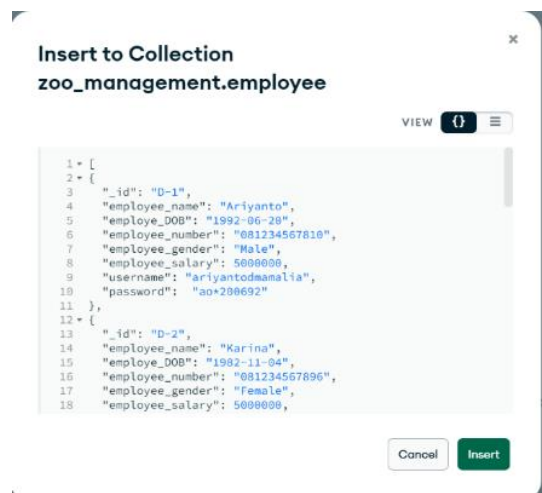 Insert to Collection
zoo_management.employee
VIEW {}
1 [
2 {
3 "_id": "D-1",
4 "employee_name": "Ariyanto",
5 "employe_DOB": "1992-06-20",
6 "employee_number": "081234567810",
7 "employee_gender": "Male",
8 "employee_salary": 5000000,
9 "username": "ariyantodmamalia",
10 "password": "ao*200692"
11 },
12 {
13 "_id": "D-2",
14 "employee_name": "Karina",
15 "employe_DOB": "1982-11-04",
16 "employee_number": "081234567896",
17 "employee_gender": "Female",
18 "employee_salary": 5000000,
Cancel Insert